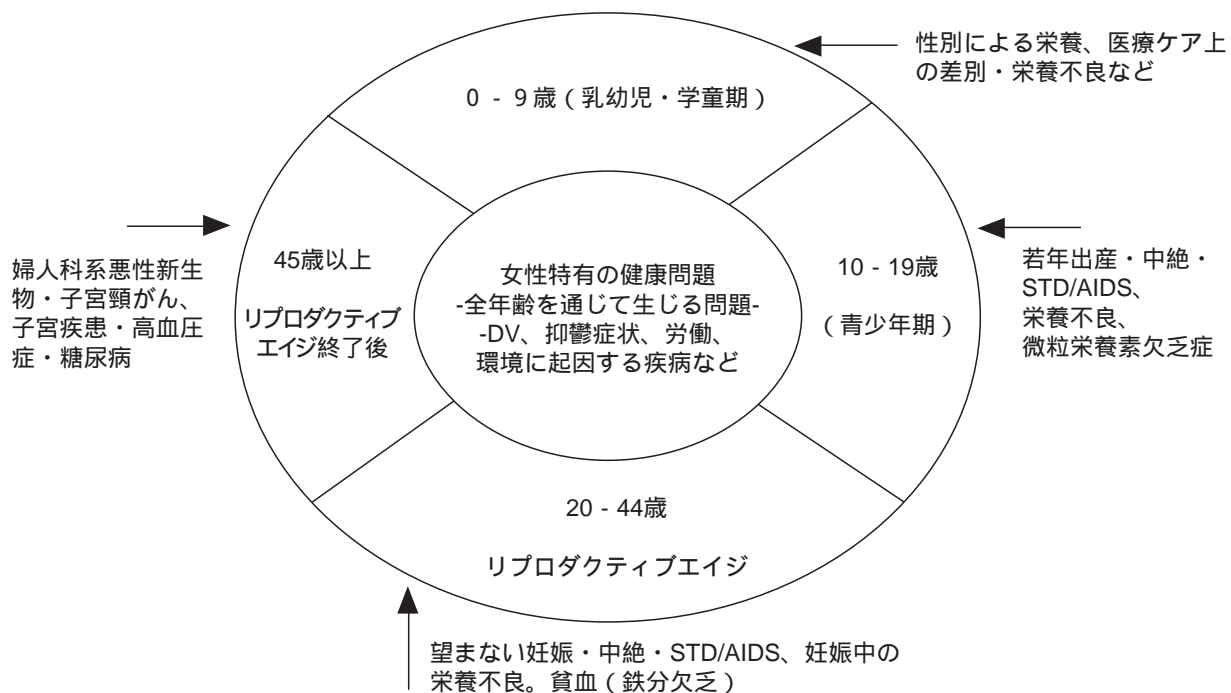 性別による栄養、医療ケア上
の差別・栄養不良など
0 - 9歳（乳幼児・学童期）
婦人科系悪性新生
物・子宮頸がん、
子宮疾患・高血圧
症・糖尿病
45歳以上
リプロダクティブ
エイジ終了後
女性特有の健康問題
-全年齢を通じて生じる問題-
-DV、抑鬱症状、労働、
環境に起因する疾病など
10 - 19歳
（青少年期）
若年出産・中絶・
STD/AIDS、
栄養不良、
微粒栄養素欠乏症
20 - 44歳
リプロダクティブエイジ
望まない妊娠・中絶・STD/AIDS、妊娠中の
栄養不良。貧血（鉄分欠乏）